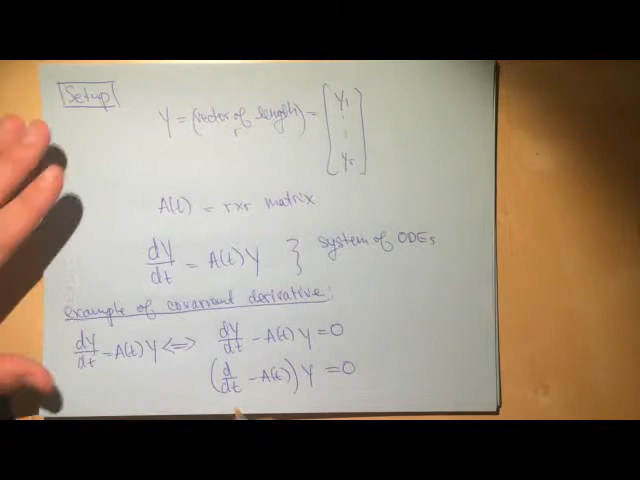 Setup
Y = (vector of length r) = [y₁ ⋮ yᵣ]
A(t) = r×r matrix
dY/dt = A(t) Y } system of ODEs
example of covariant derivative:
dY/dt = A(t) Y <=> dY/dt − A(t) Y = 0
(d/dt − A(t)) Y = 0